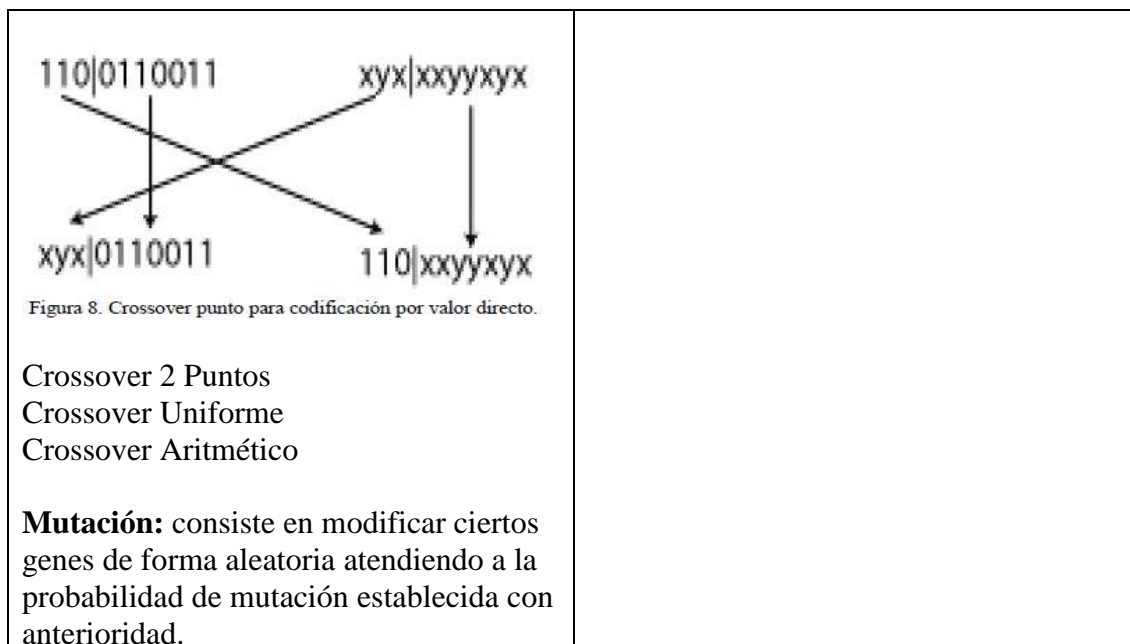 110|0110011 xyx|xxyyxyx
xyx|0110011 110|xxyyxyx
Figura 8. Crossover punto para codificación por valor directo.
Crossover 2 Puntos
Crossover Uniforme
Crossover Aritmético
Mutación: consiste en modificar ciertos
genes de forma aleatoria atendiendo a la
probabilidad de mutación establecida con
anterioridad.